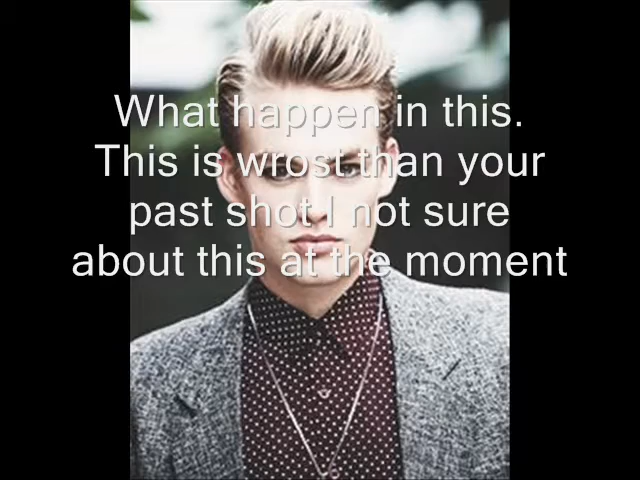 What happen in this.
This is wrost than your
past shot I not sure
about this at the moment